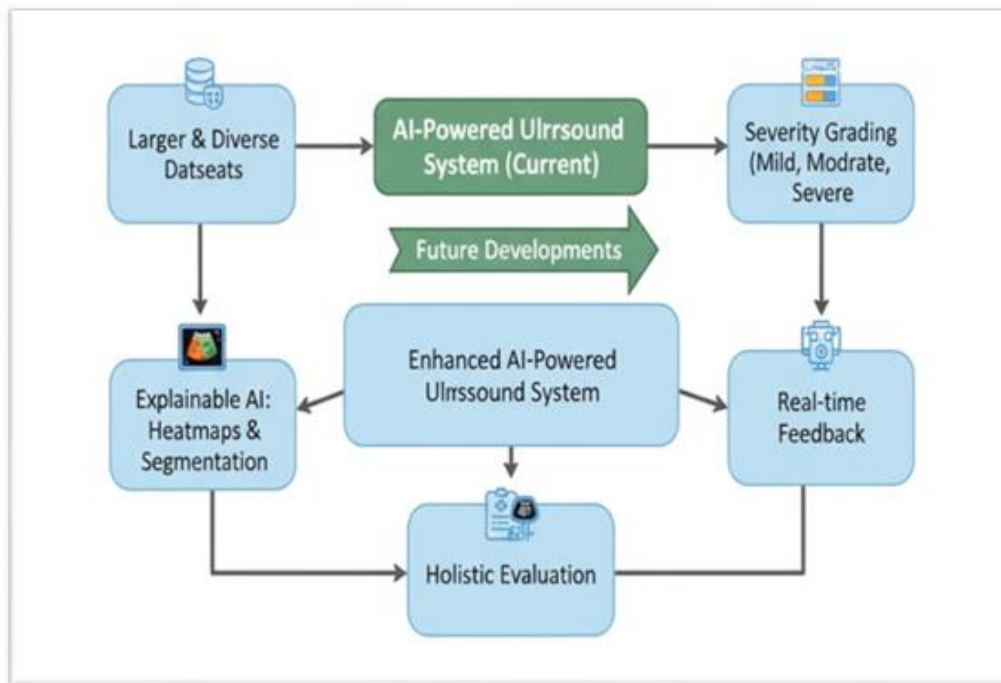 Larger & Diverse
Datseats
AI-Powered Ulrrsound
System (Current)
Severity Grading
(Mild, Modrate,
Severe
Future Developments
Explainable AI:
Heatmaps &
Segmentation
Enhanced AI-Powered
Ulrrssound System
Real-time
Feedback
Holistic Evaluation